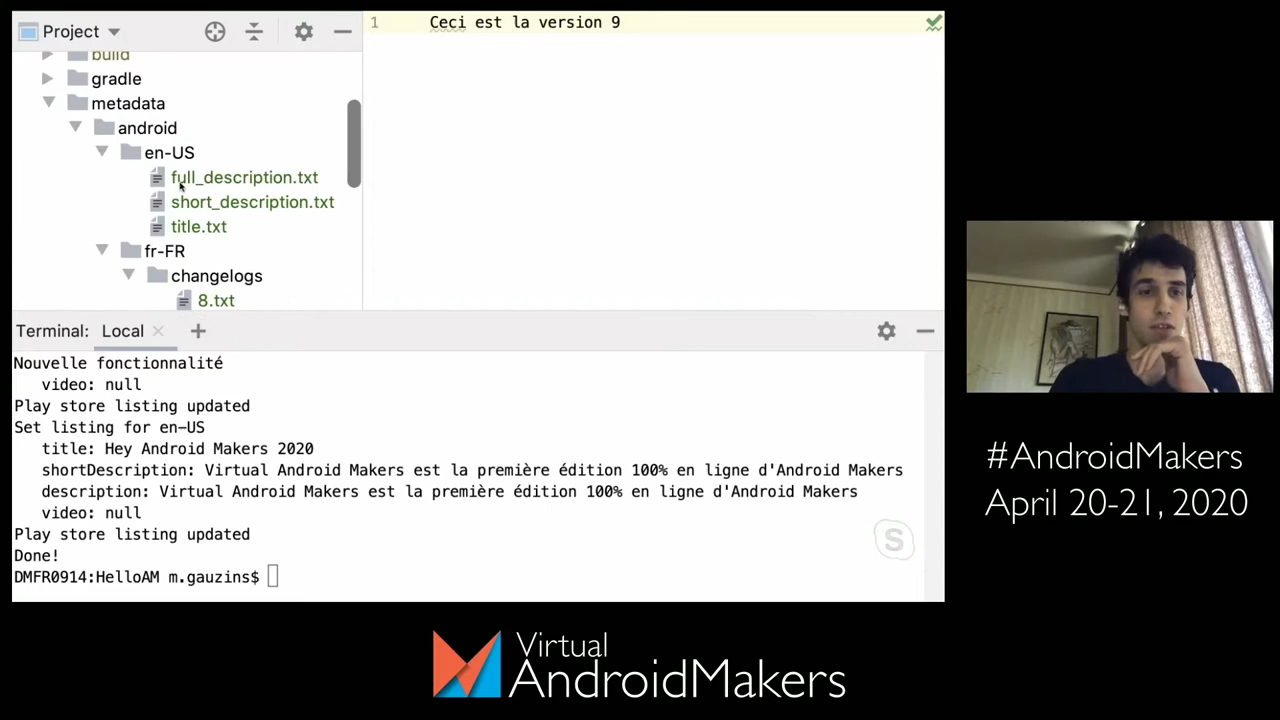 Project
1 Ceci est la version 9
build
gradle
metadata
android
en-US
full_description.txt
short_description.txt
title.txt
fr-FR
changelogs
8.txt
Terminal: Local
Nouvelle fonctionnalité
video: null
Play store listing updated
Set listing for en-US
title: Hey Android Makers 2020
shortDescription: Virtual Android Makers est la première édition 100% en ligne d'Android Makers
description: Virtual Android Makers est la première édition 100% en ligne d'Android Makers
video: null
Play store listing updated
Done!
DMFR0914:HelloAM m.gauzins$
S
#AndroidMakers
April 20-21, 2020
Virtual
AndroidMakers